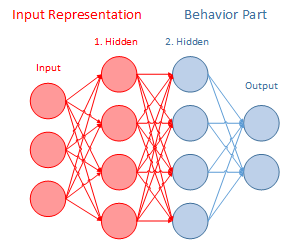 Input Representation
Behavior Part
1. Hidden
2. Hidden
Input
Output